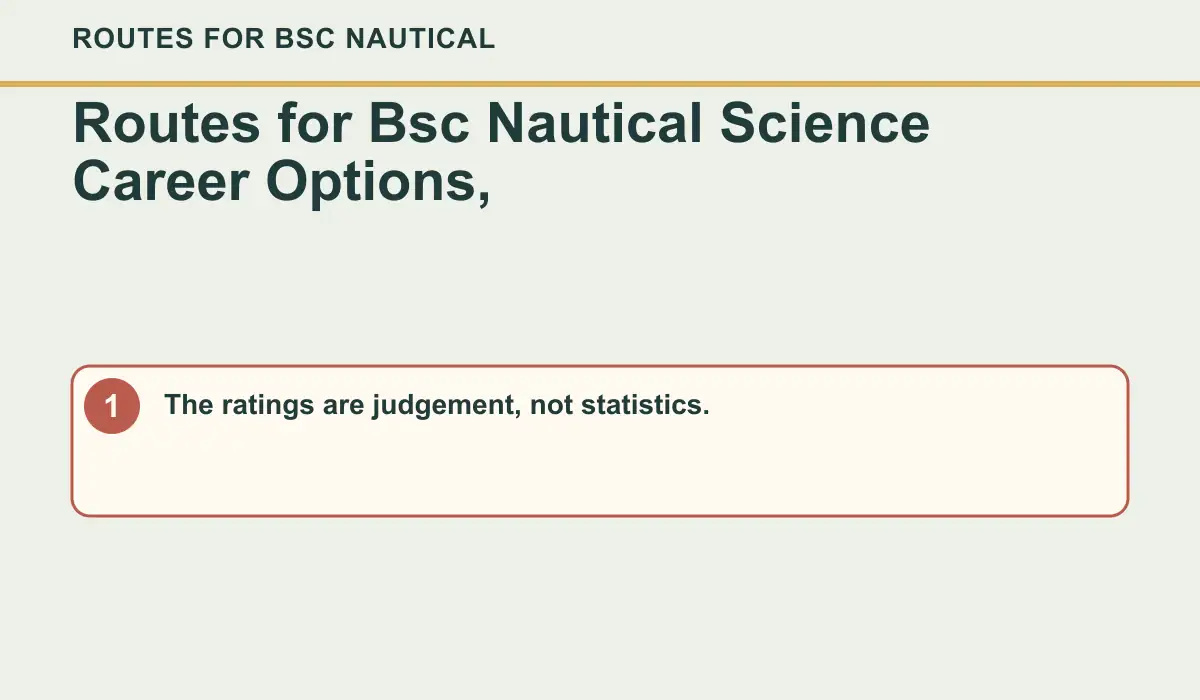 ROUTES FOR BSC NAUTICAL
Routes for Bsc Nautical Science
Career Options,
1 The ratings are judgement, not statistics.